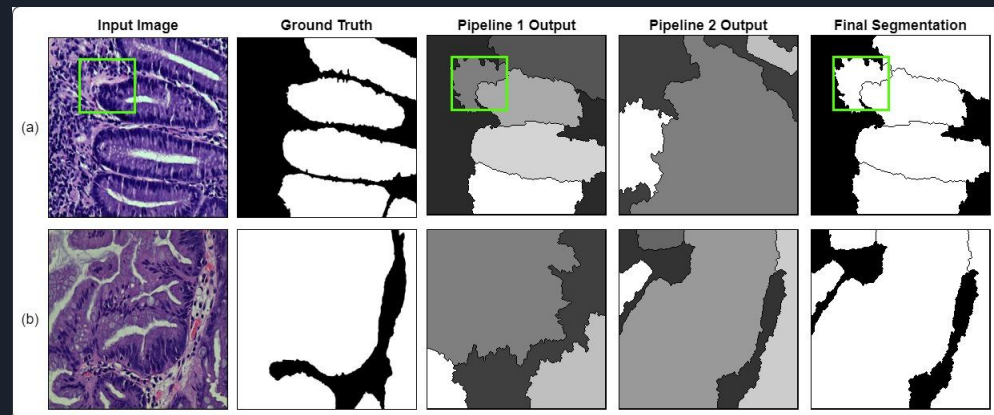 Input Image
Ground Truth
Pipeline 1 Output
Pipeline 2 Output
Final Segmentation
(a)
(b)